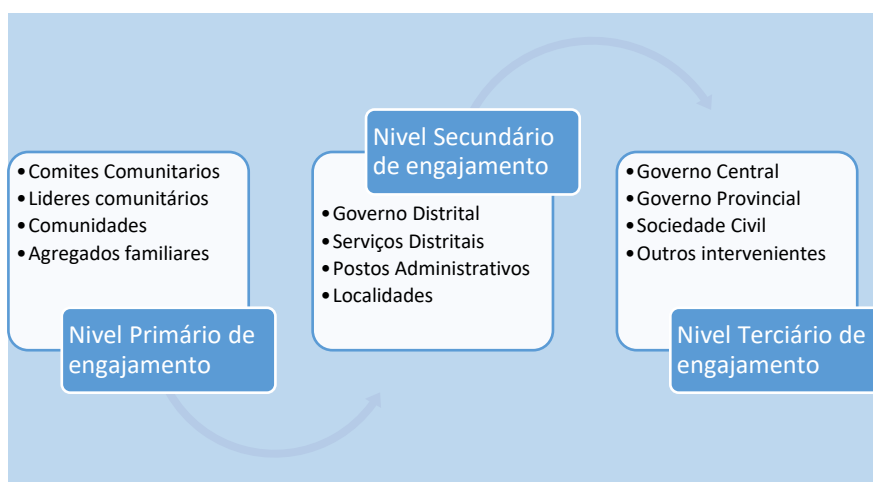 •Comites Comunitarios
•Lideres comunitários
•Comunidades
•Agregados familiares
Nivel Primário de
engajamento
Nivel Secundário
de engajamento
•Governo Distrital
•Serviços Distritais
•Postos Administrativos
•Localidades
•Governo Central
•Governo Provincial
•Sociedade Civil
•Outros intervenientes
Nivel Terciário de
engajamento